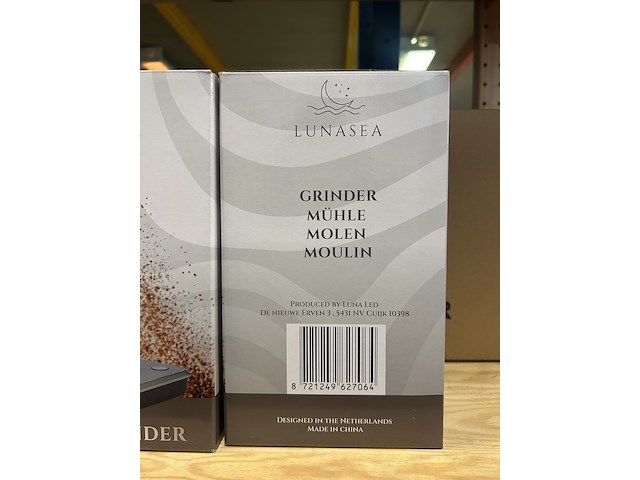 LUNASEA
GRINDER
MÜHLE
MOLEN
MOULIN
PRODUCED BY LUNA LED
DE NIEUWE ERVEN 3 , 5431 NV CUIJK 10398
8 721249 627064
DESIGNED IN THE NETHERLANDS
MADE IN CHINA
NDER
R